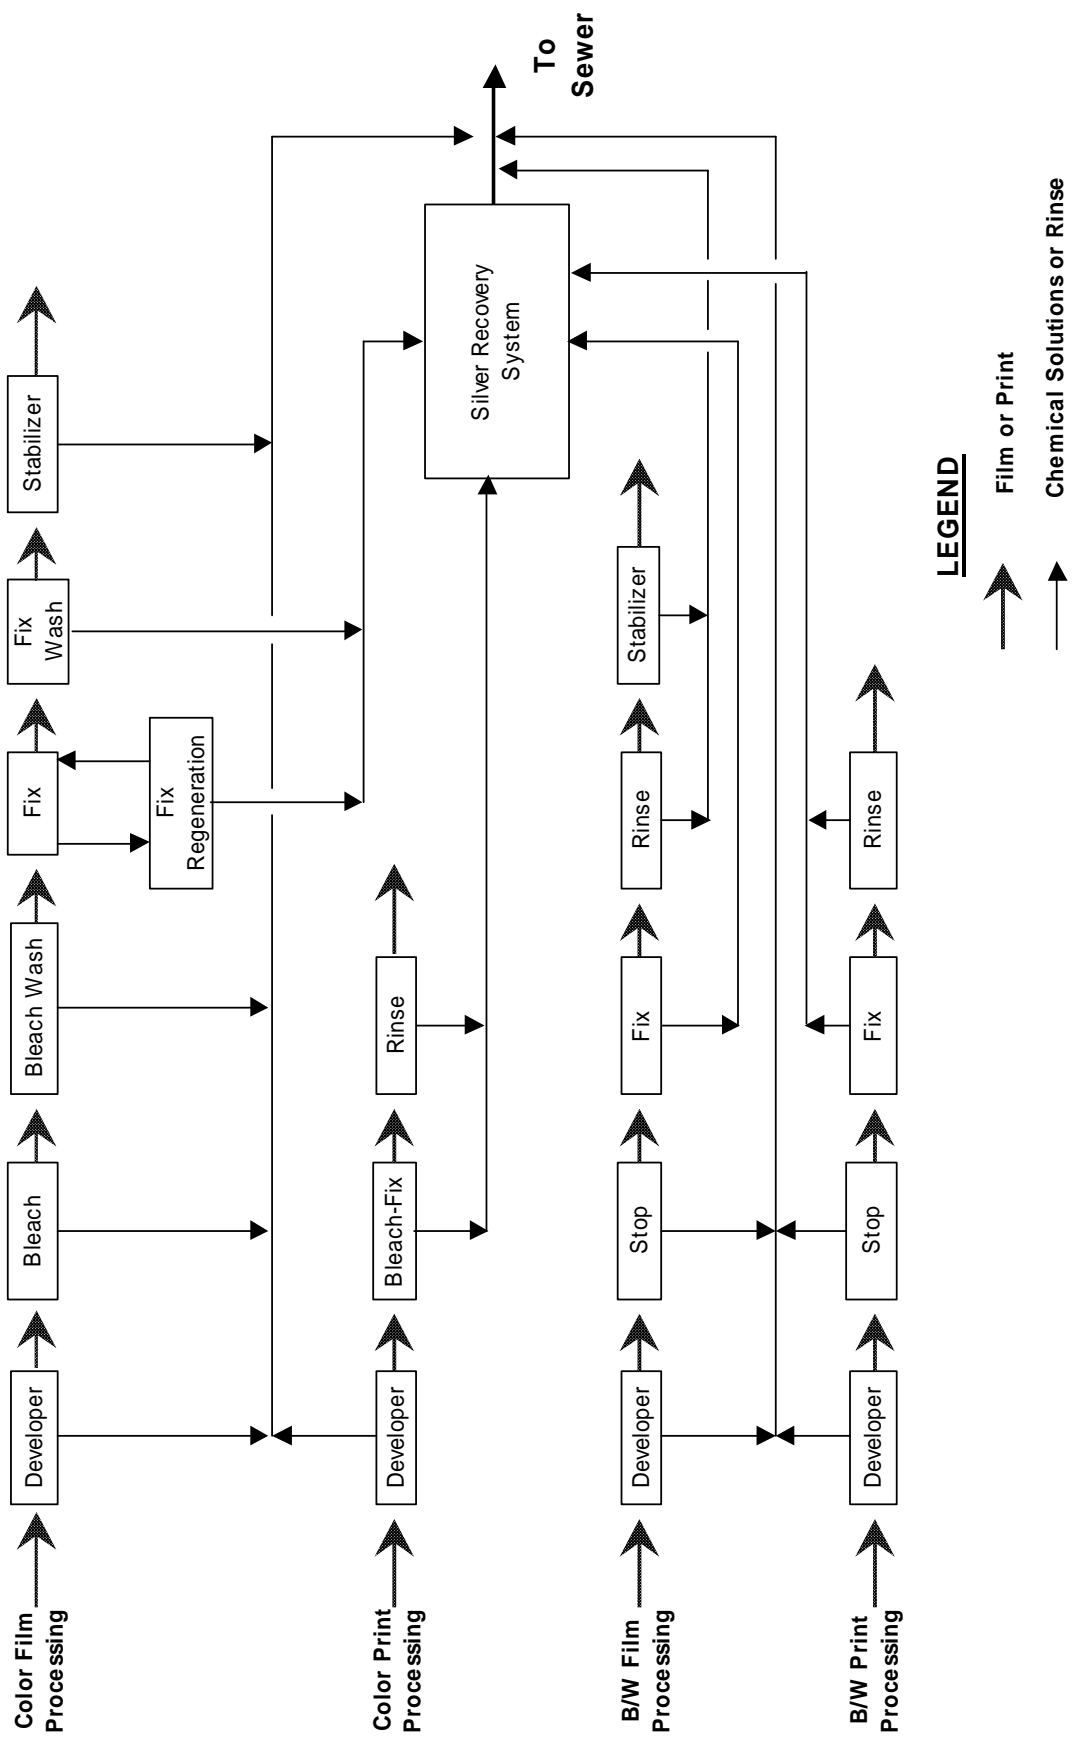 Color Film
Processing
Developer
Bleach
Bleach Wash
Fix
Fix
Wash
Stabilizer
Fix
Regeneration
Color Print
Processing
Developer
Bleach-Fix
Rinse
Silver Recovery
System
To
Sewer
B/W Film
Processing
Developer
Stop
Fix
Rinse
Stabilizer
B/W Print
Processing
Developer
Stop
Fix
Rinse
LEGEND
Film or Print
Chemical Solutions or Rinse